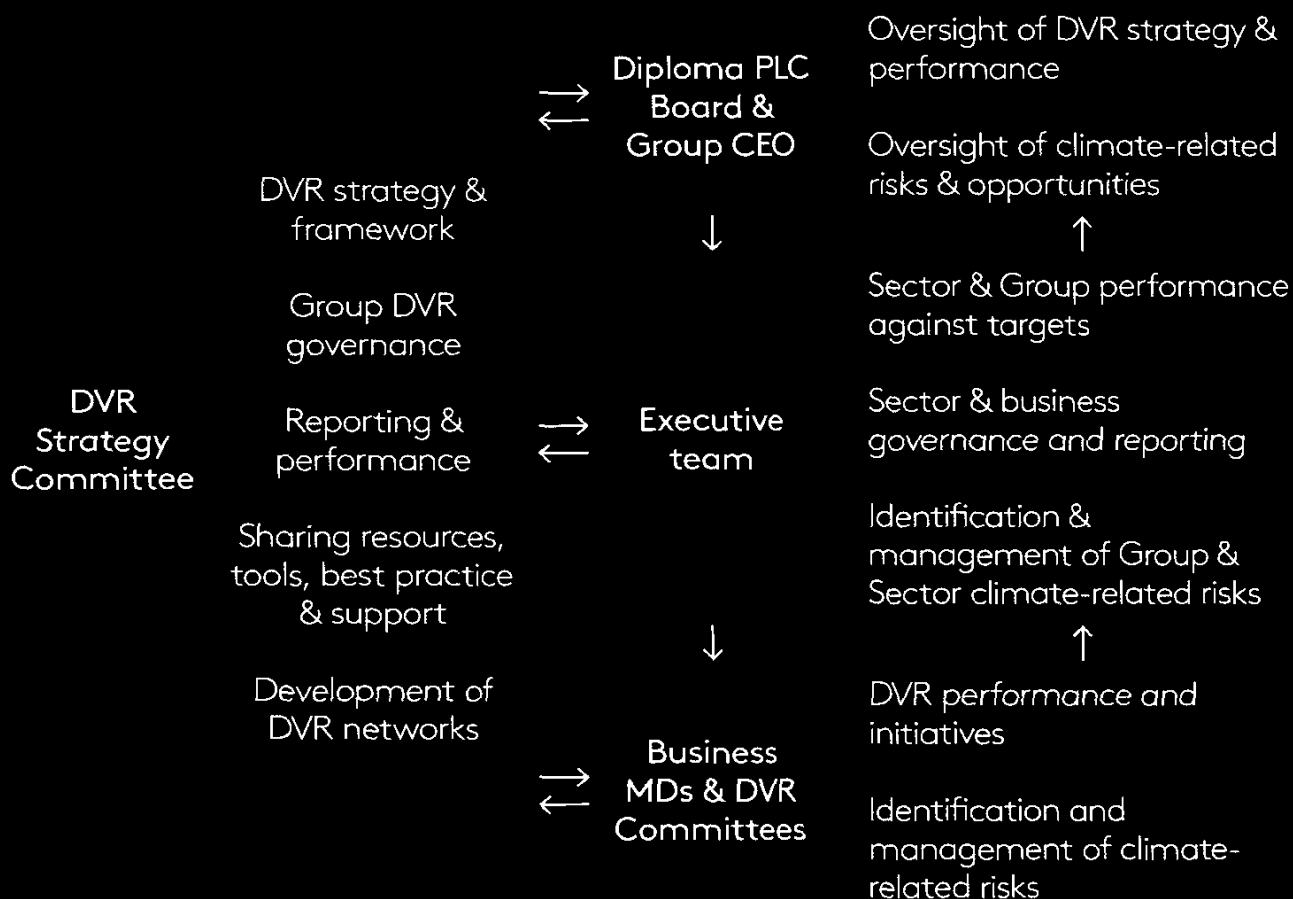 DVR
Strategy
Committee
DVR strategy &
framework
Group DVR
governance
Reporting &
performance
Sharing resources,
tools, best practice
& support
Development of
DVR networks
Diploma PLC
Board &
Group CEO
Executive
team
Business
MDs & DVR
Committees
Oversight of DVR strategy &
performance
Oversight of climate-related
risks & opportunities
Sector & Group performance
against targets
Sector & business
governance and reporting
Identification &
management of Group &
Sector climate-related risks
DVR performance and
initiatives
Identification and
management of climate-
related risks